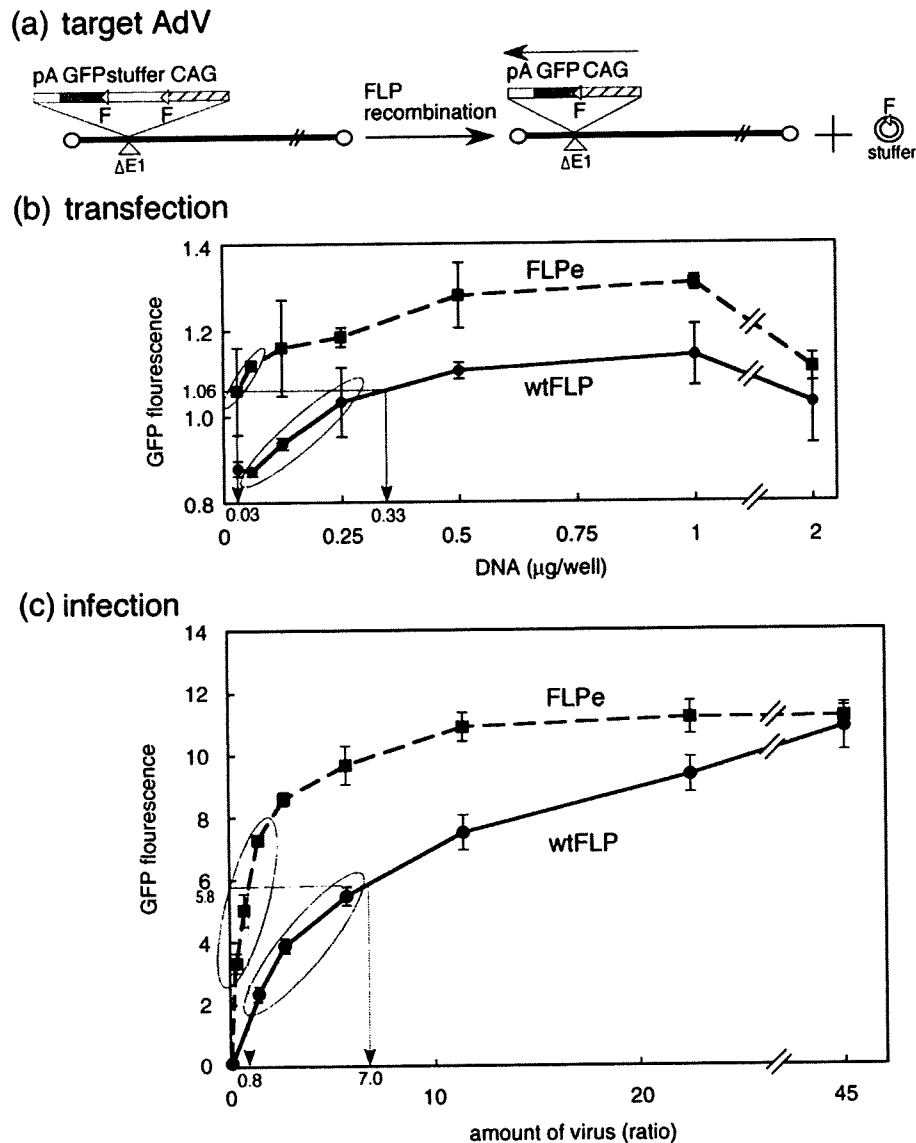 (a) target AdV
pA GFPstuffer CAG
F F
ΔE1
FLP
recombination
pA GFP CAG
F
ΔE1
+
F
stuffer
(b) transfection
GFP flourescence
1.4
1.2
1.06
1.0
0.8
FLPe
wtFLP
0.03 0.33
0 0.25 0.5 0.75 1 2
DNA (μg/well)
(c) infection
GFP flourescence
14
12
10
8
6
5.8
4
2
0
FLPe
wtFLP
0.8 7.0
0 10 20 45
amount of virus (ratio)